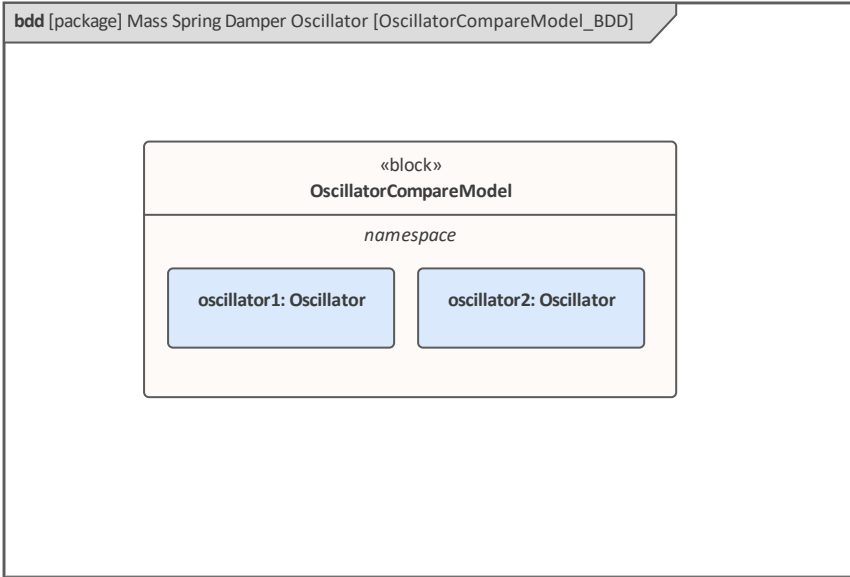 bdd [package] Mass Spring Damper Oscillator [OscillatorCompareModel_BDD]
«block»
OscillatorCompareModel
namespace
oscillator1: Oscillator
oscillator2: Oscillator